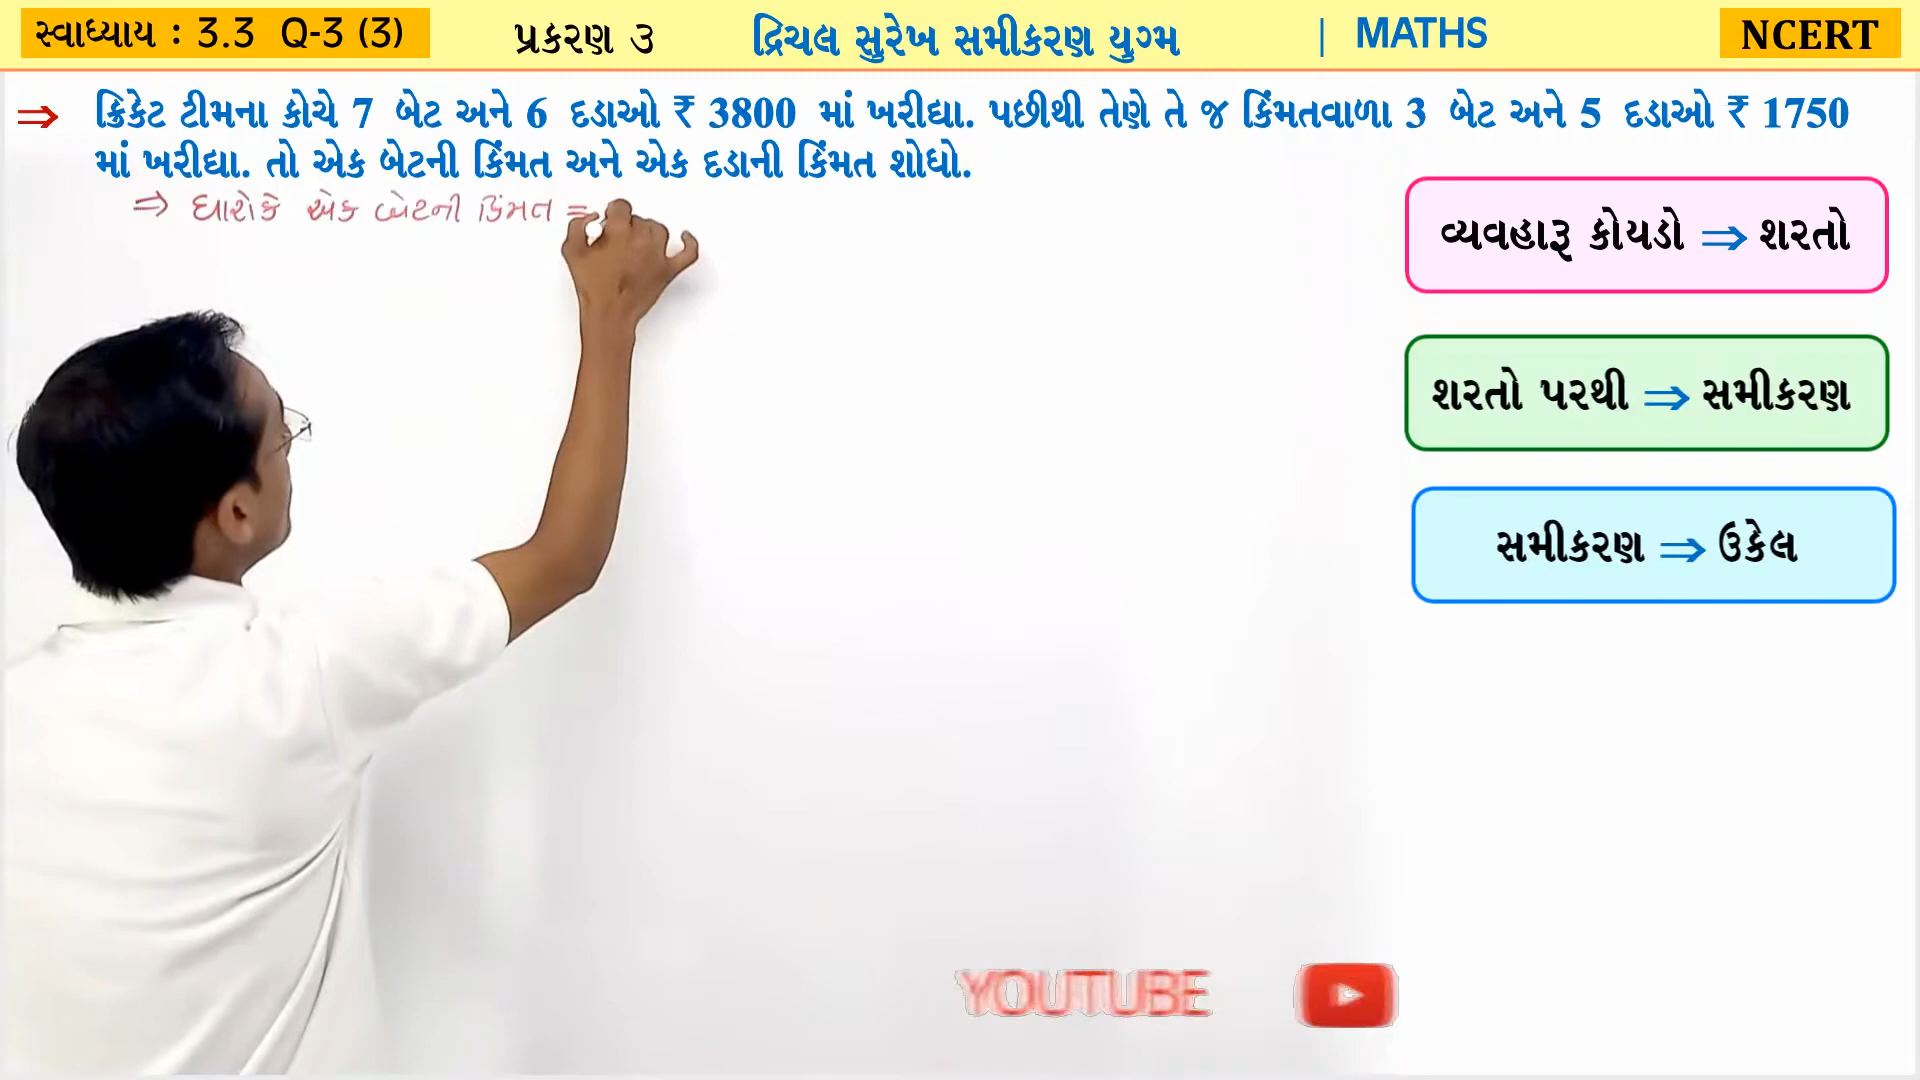 સ્વાધ્યાય : 3.3 Q-3 (3)
પ્રકરણ ૩
દ્વિચલ સુરેખ સમીકરણ યુગ્મ
| MATHS
NCERT
⇒ ક્રિકેટ ટીમના કોચે 7 બેટ અને 6 દડાઓ ₹ 3800 માં ખરીદ્યા. પછીથી તેણે તે જ કિંમતવાળા 3 બેટ અને 5 દડાઓ ₹ 1750
માં ખરીદ્યા. તો એક બેટની કિંમત અને એક દડાની કિંમત શોધો.
⇒ ધારોકે એક બેટની કિંમત =
વ્યવહારૂ કોયડો ⇒ શરતો
શરતો પરથી ⇒ સમીકરણ
સમીકરણ ⇒ ઉકેલ
YOUTUBE